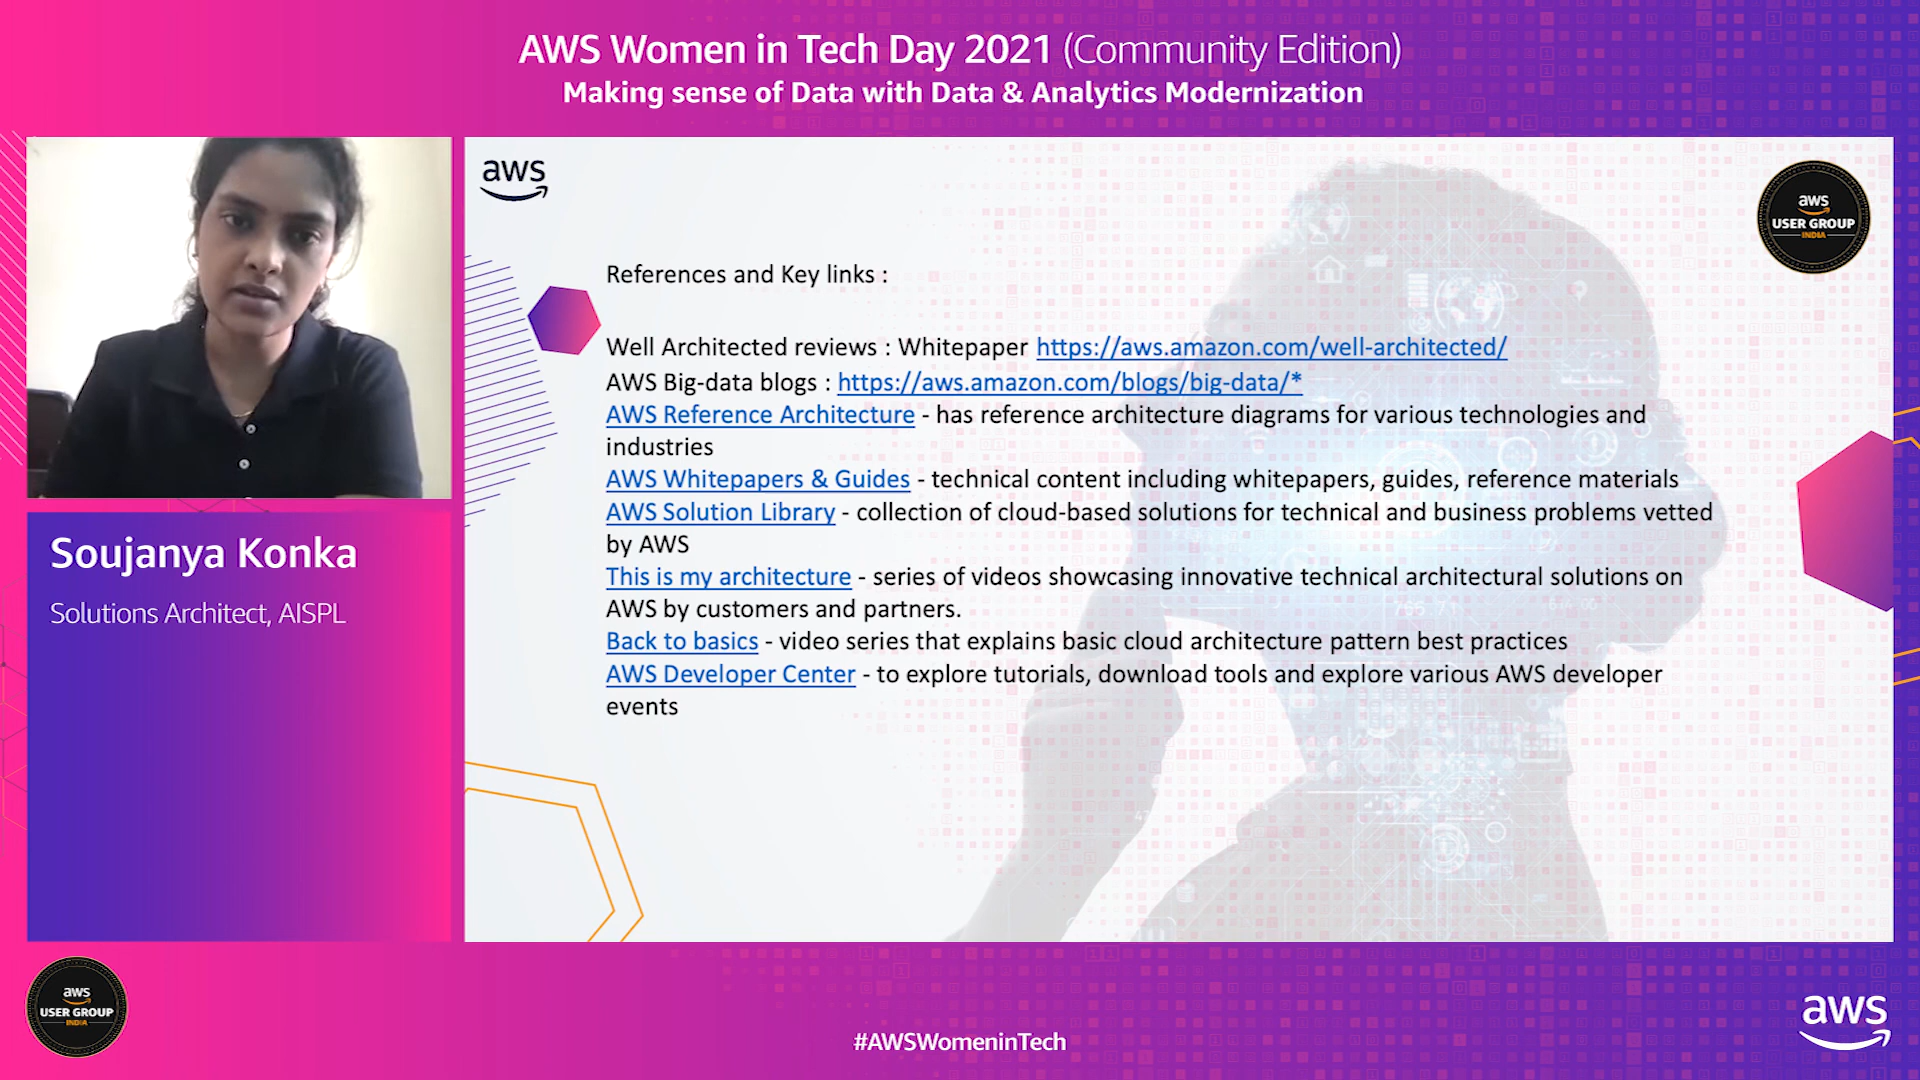 AWS Women in Tech Day 2021 (Community Edition)
Making sense of Data with Data & Analytics Modernization
aws
aws
USER GROUP
INDIA
References and Key links :
Well Architected reviews : Whitepaper https://aws.amazon.com/well-architected/
AWS Big-data blogs : https://aws.amazon.com/blogs/big-data/*
AWS Reference Architecture - has reference architecture diagrams for various technologies and
industries
AWS Whitepapers & Guides - technical content including whitepapers, guides, reference materials
AWS Solution Library - collection of cloud-based solutions for technical and business problems vetted
by AWS
This is my architecture - series of videos showcasing innovative technical architectural solutions on
AWS by customers and partners.
Back to basics - video series that explains basic cloud architecture pattern best practices
AWS Developer Center - to explore tutorials, download tools and explore various AWS developer
events
Soujanya Konka
Solutions Architect, AISPL
aws
USER GROUP
INDIA
#AWSWomeninTech
aws